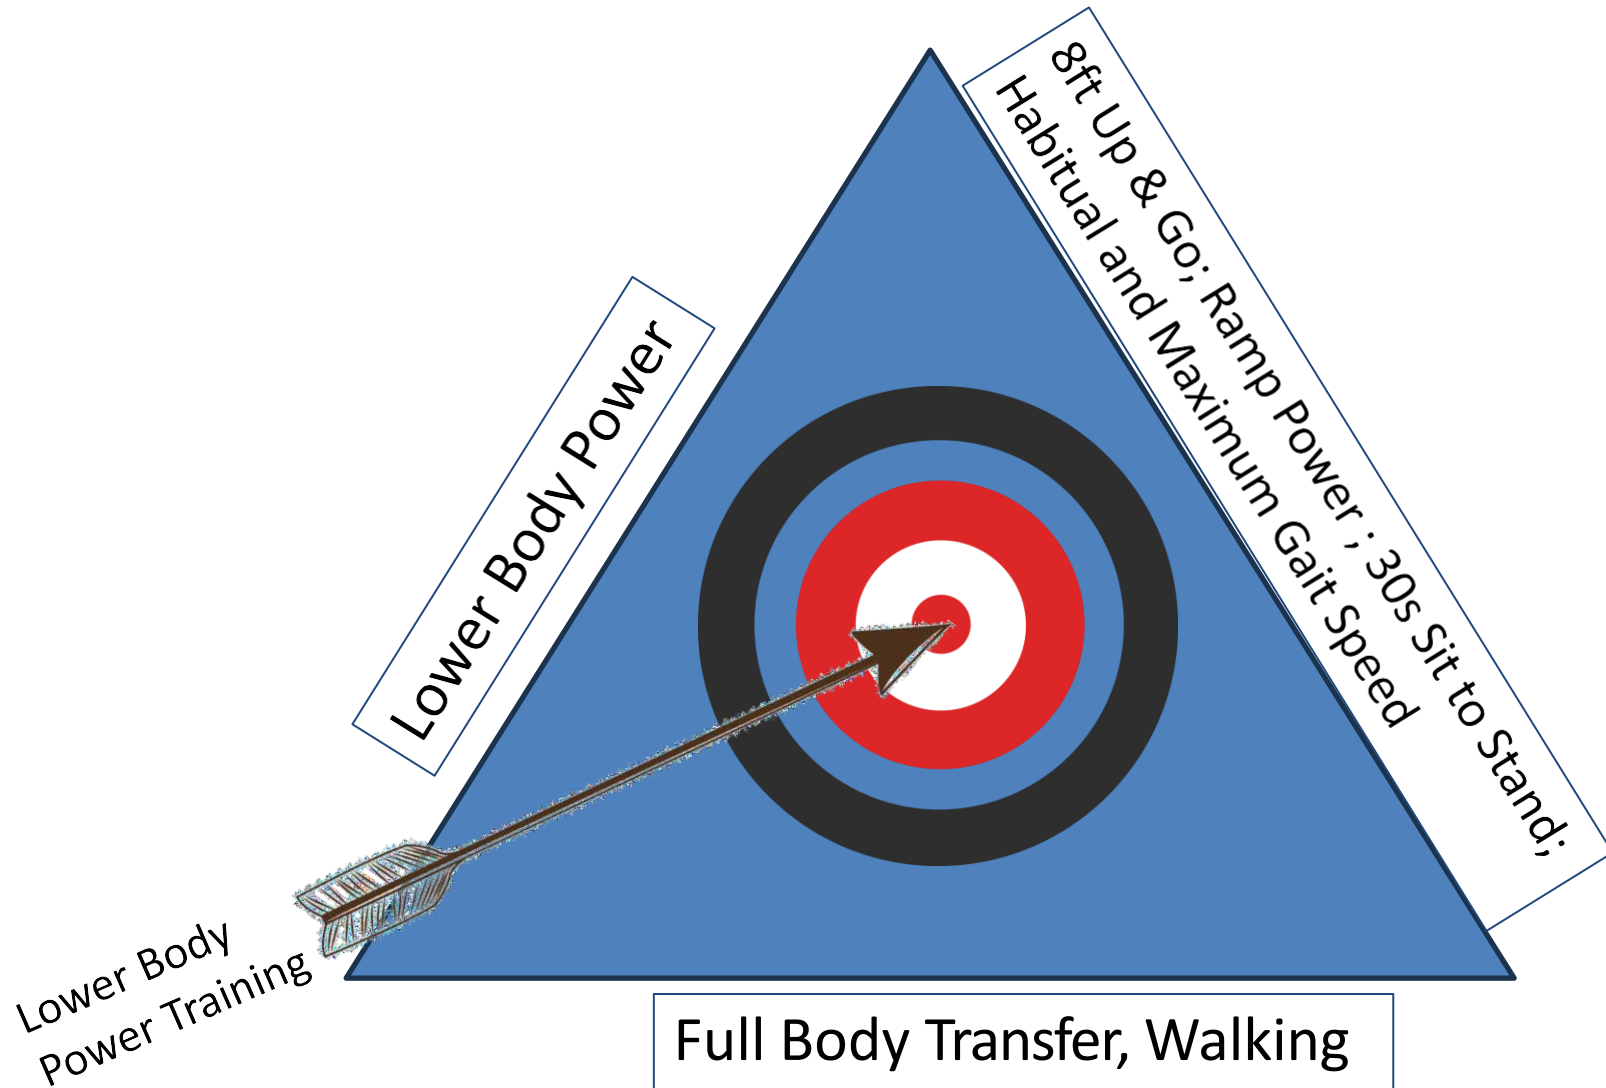 8ft Up & Go; Ramp Power ; 30s Sit to Stand;
Habitual and Maximum Gait Speed
Lower Body Power
Lower Body
Power Training
Full Body Transfer, Walking